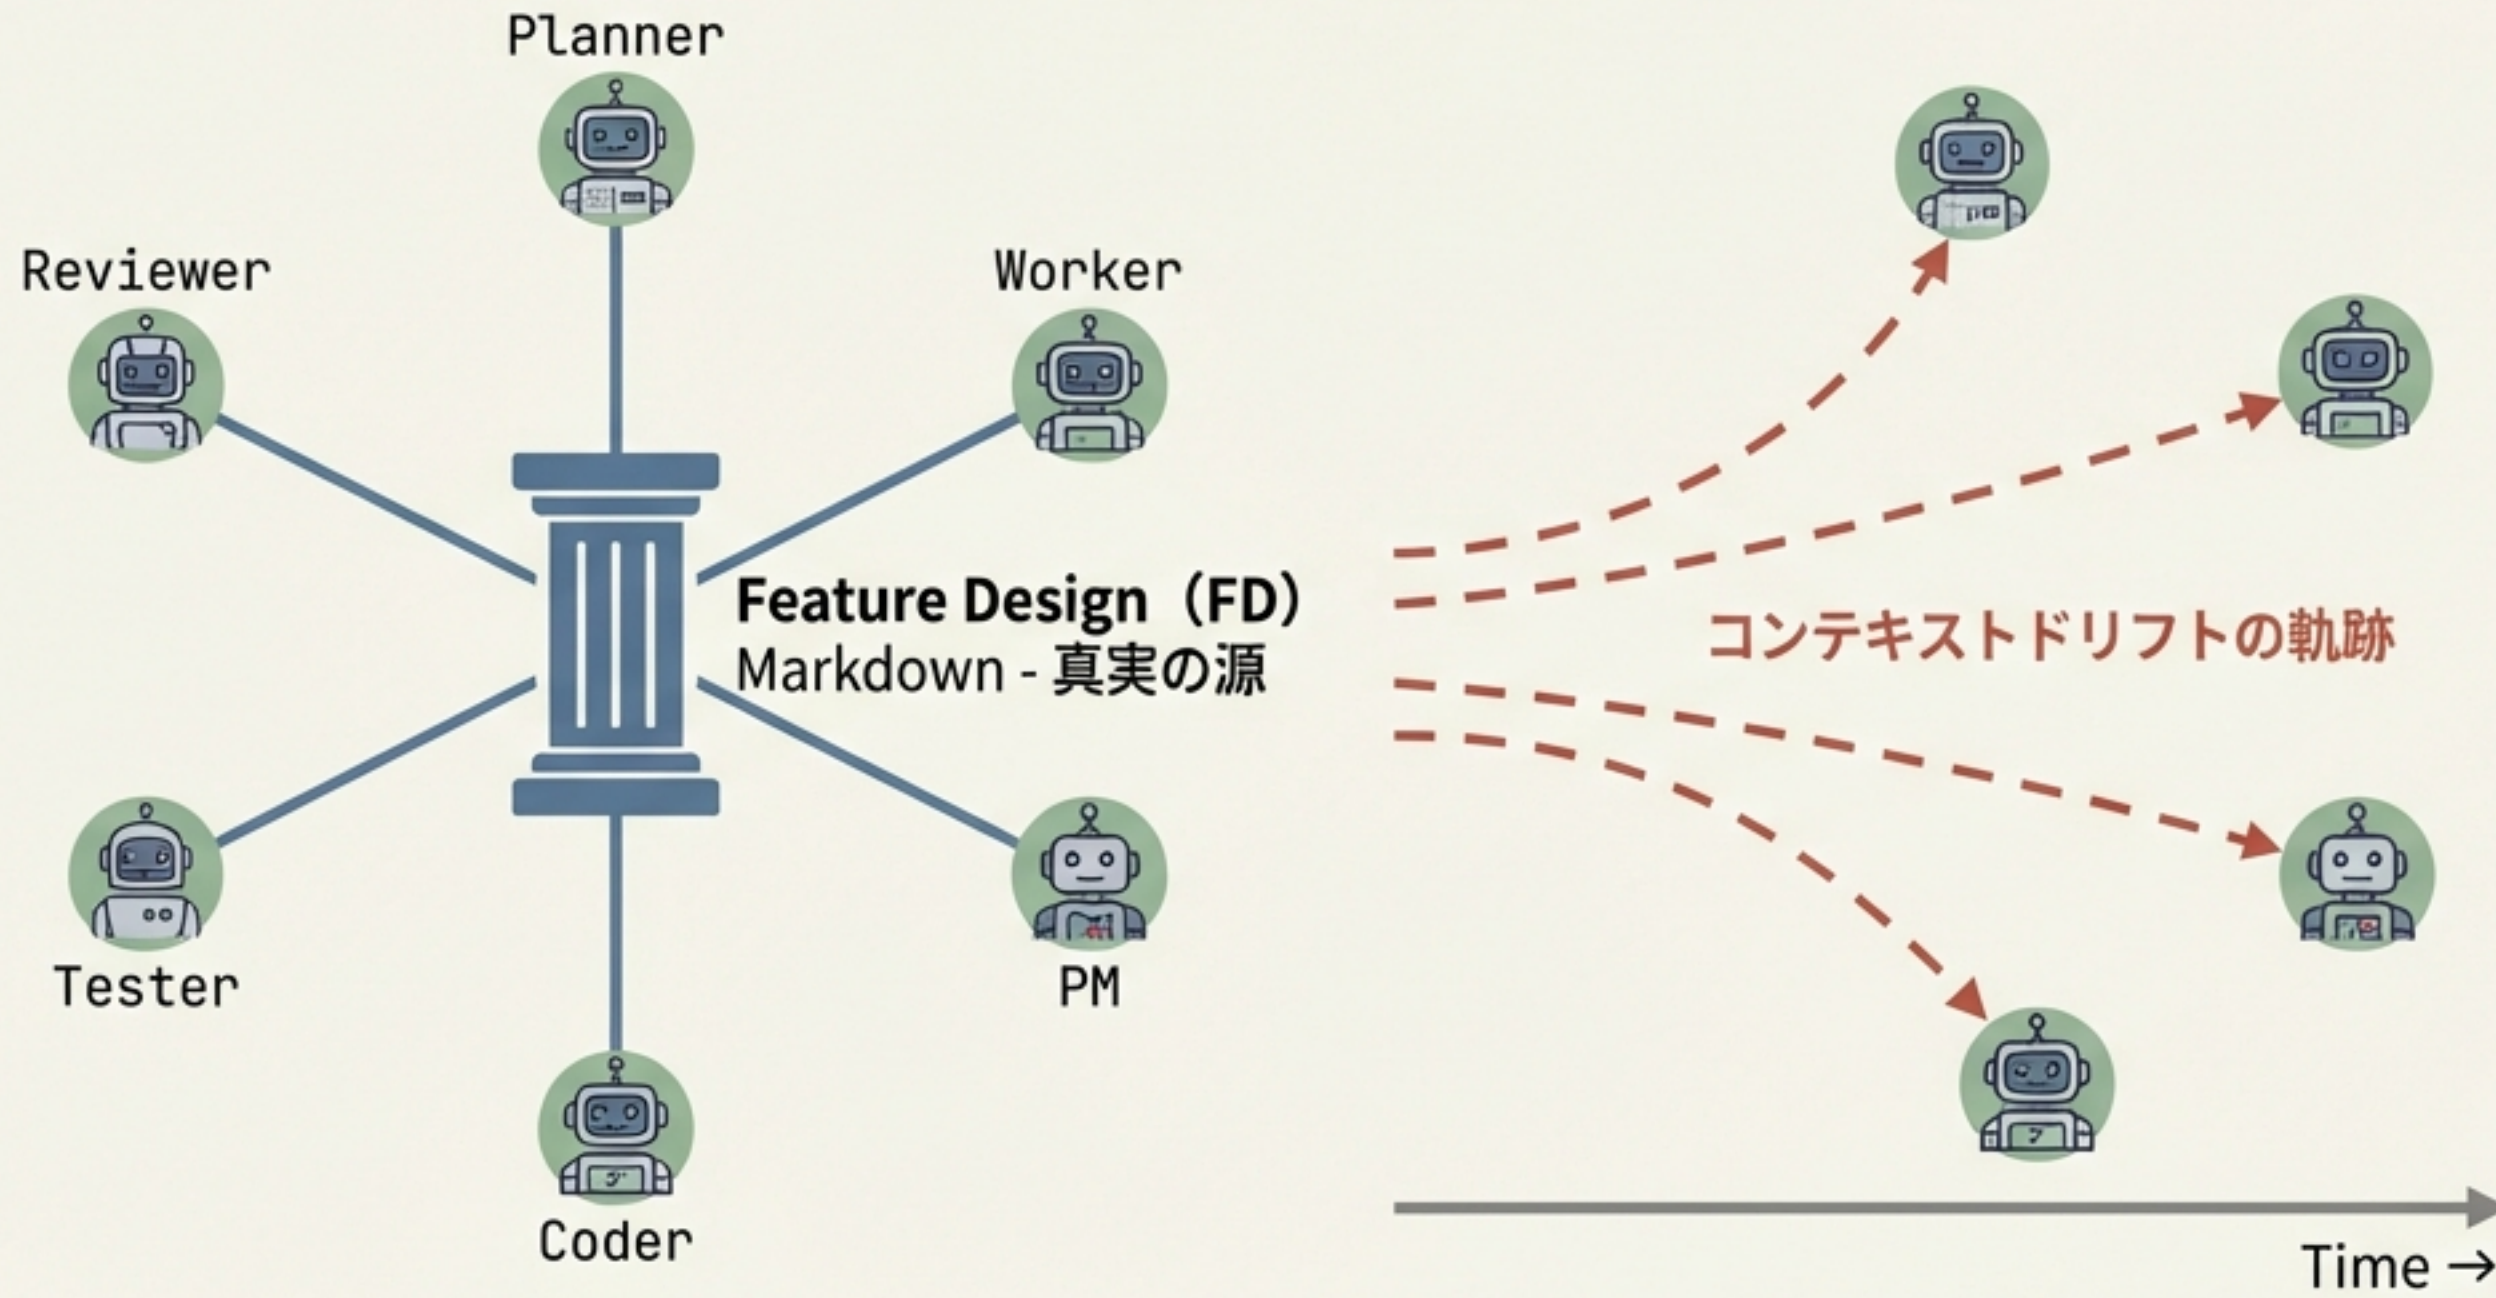 Planner
Reviewer
Worker
Feature Design（FD）
Markdown - 真実の源
コンテキストドリフトの軌跡
Tester
PM
Coder
Time →